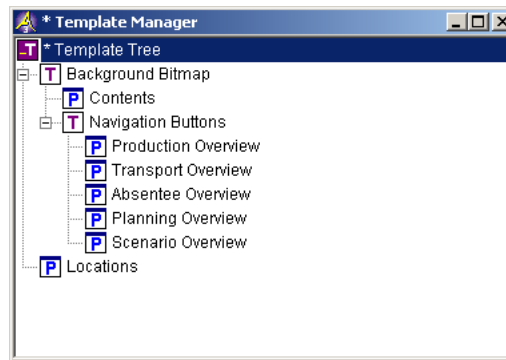 * Template Manager
T * Template Tree
T Background Bitmap
P Contents
T Navigation Buttons
P Production Overview
P Transport Overview
P Absentee Overview
P Planning Overview
P Scenario Overview
P Locations